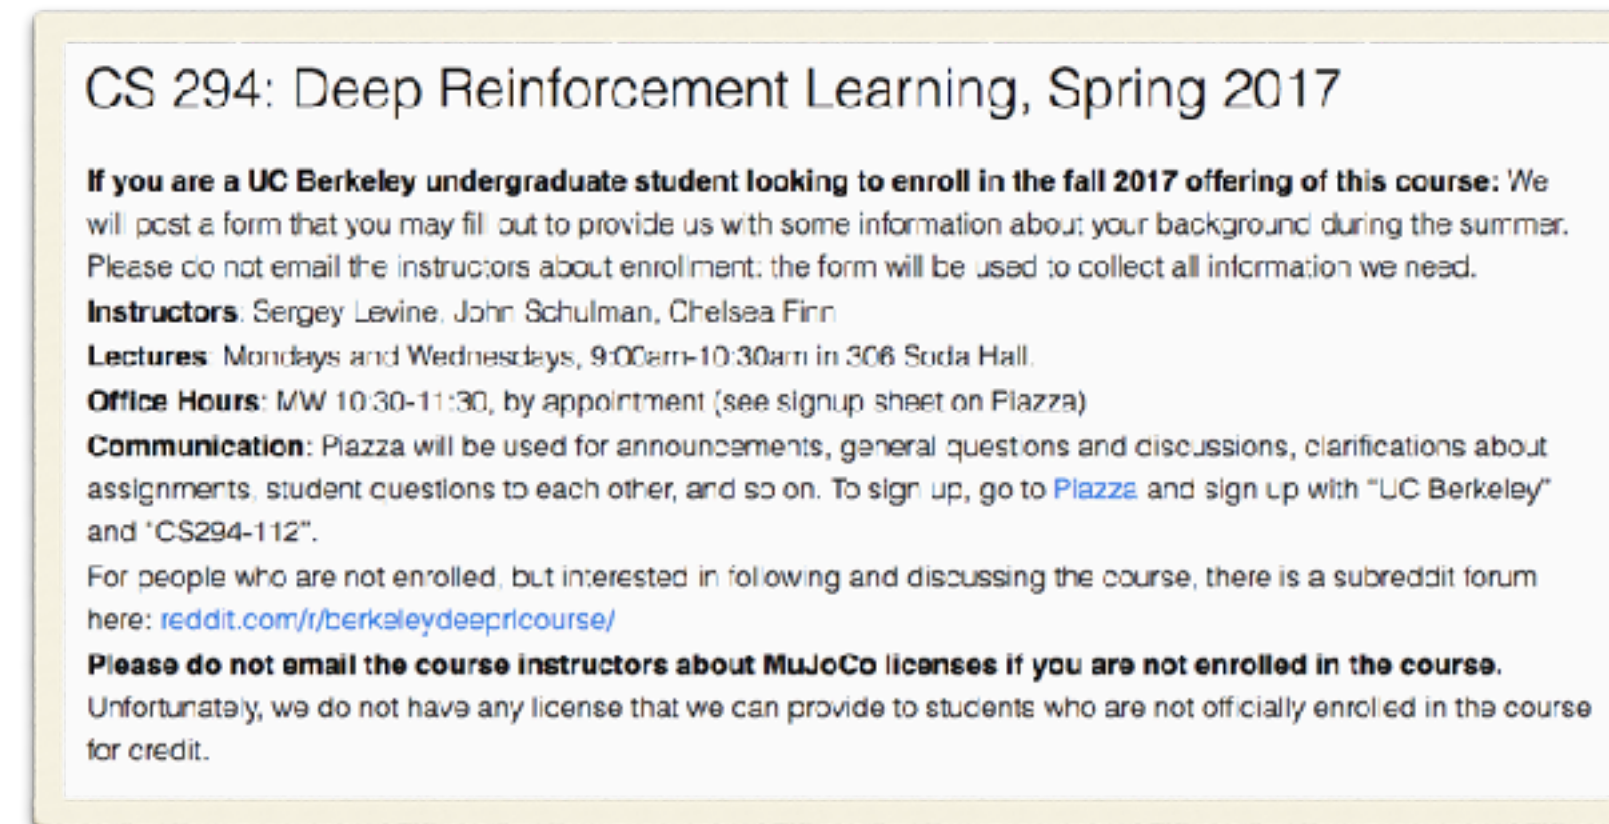 CS 294: Deep Reinforcement Learning, Spring 2017
If you are a UC Berkeley undergraduate student looking to enroll in the fall 2017 offering of this course: We
will post a form that you may fill out to provide us with some information about your background during the summer.
Please do not email the instructors about enrollment: the form will be used to collect all information we need.
Instructors: Sergey Levine, John Schulman, Chelsea Finn
Lectures: Mondays and Wednesdays, 9:00am-10:30am in 306 Soda Hall.
Office Hours: MW 10:30-11:30, by appointment (see signup sheet on Piazza)
Communication: Piazza will be used for announcements, general questions and discussions, clarifications about
assignments, student questions to each other, and so on. To sign up, go to Piazza and sign up with “UC Berkeley”
and “CS294-112”.
For people who are not enrolled, but interested in following and discussing the course, there is a subreddit forum
here: reddit.com/r/berkeleydeeprlcourse/
Please do not email the course instructors about MuJoCo licenses if you are not enrolled in the course.
Unfortunately, we do not have any license that we can provide to students who are not officially enrolled in the course
for credit.